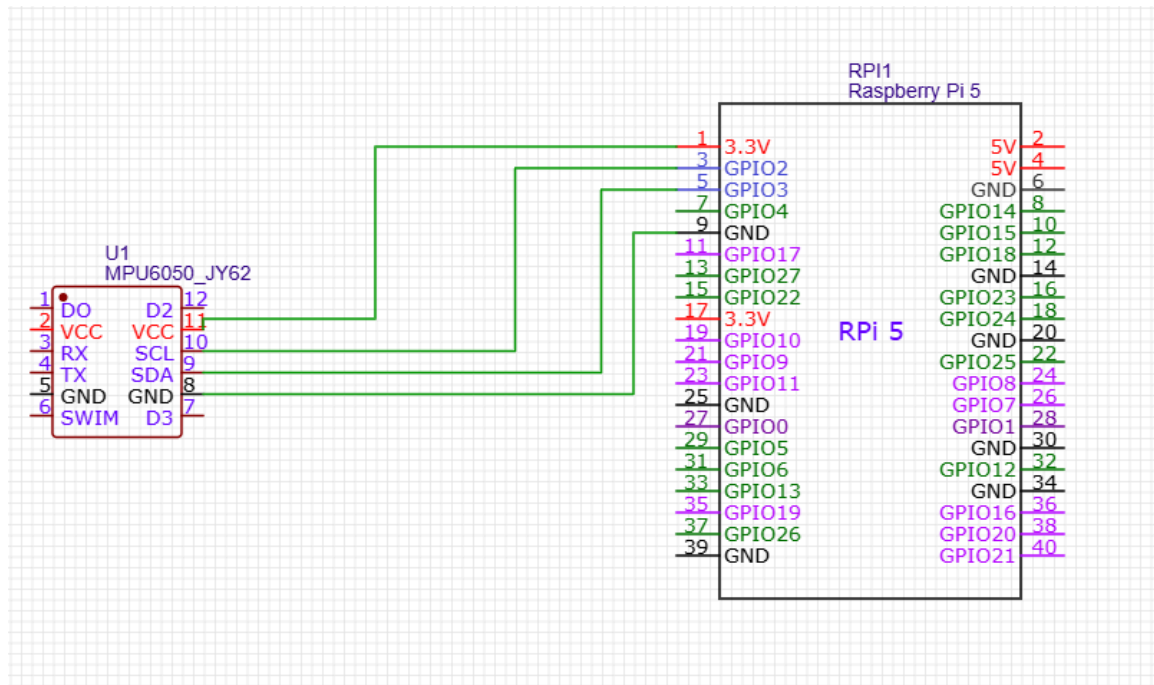 RPI1
Raspberry Pi 5
1 3.3V 5V 2
3 GPIO2 5V 4
5 GPIO3 GND 6
7 GPIO4 GPIO14 8
9 GND GPIO15 10
11 GPIO17 GPIO18 12
13 GPIO27 GND 14
15 GPIO22 GPIO23 16
17 3.3V GPIO24 18
19 GPIO10 GND 20
RPi 5
21 GPIO9 GPIO25 22
23 GPIO11 GPIO8 24
25 GND GPIO7 26
27 GPIO0 GPIO1 28
29 GPIO5 GND 30
31 GPIO6 GPIO12 32
33 GPIO13 GND 34
35 GPIO19 GPIO16 36
37 GPIO26 GPIO20 38
39 GND GPIO21 40
U1
MPU6050_JY62
1 DO D2 12
2 VCC VCC 11
3 RX SCL 10
4 TX SDA 9
5 GND GND 8
6 SWIM D3 7